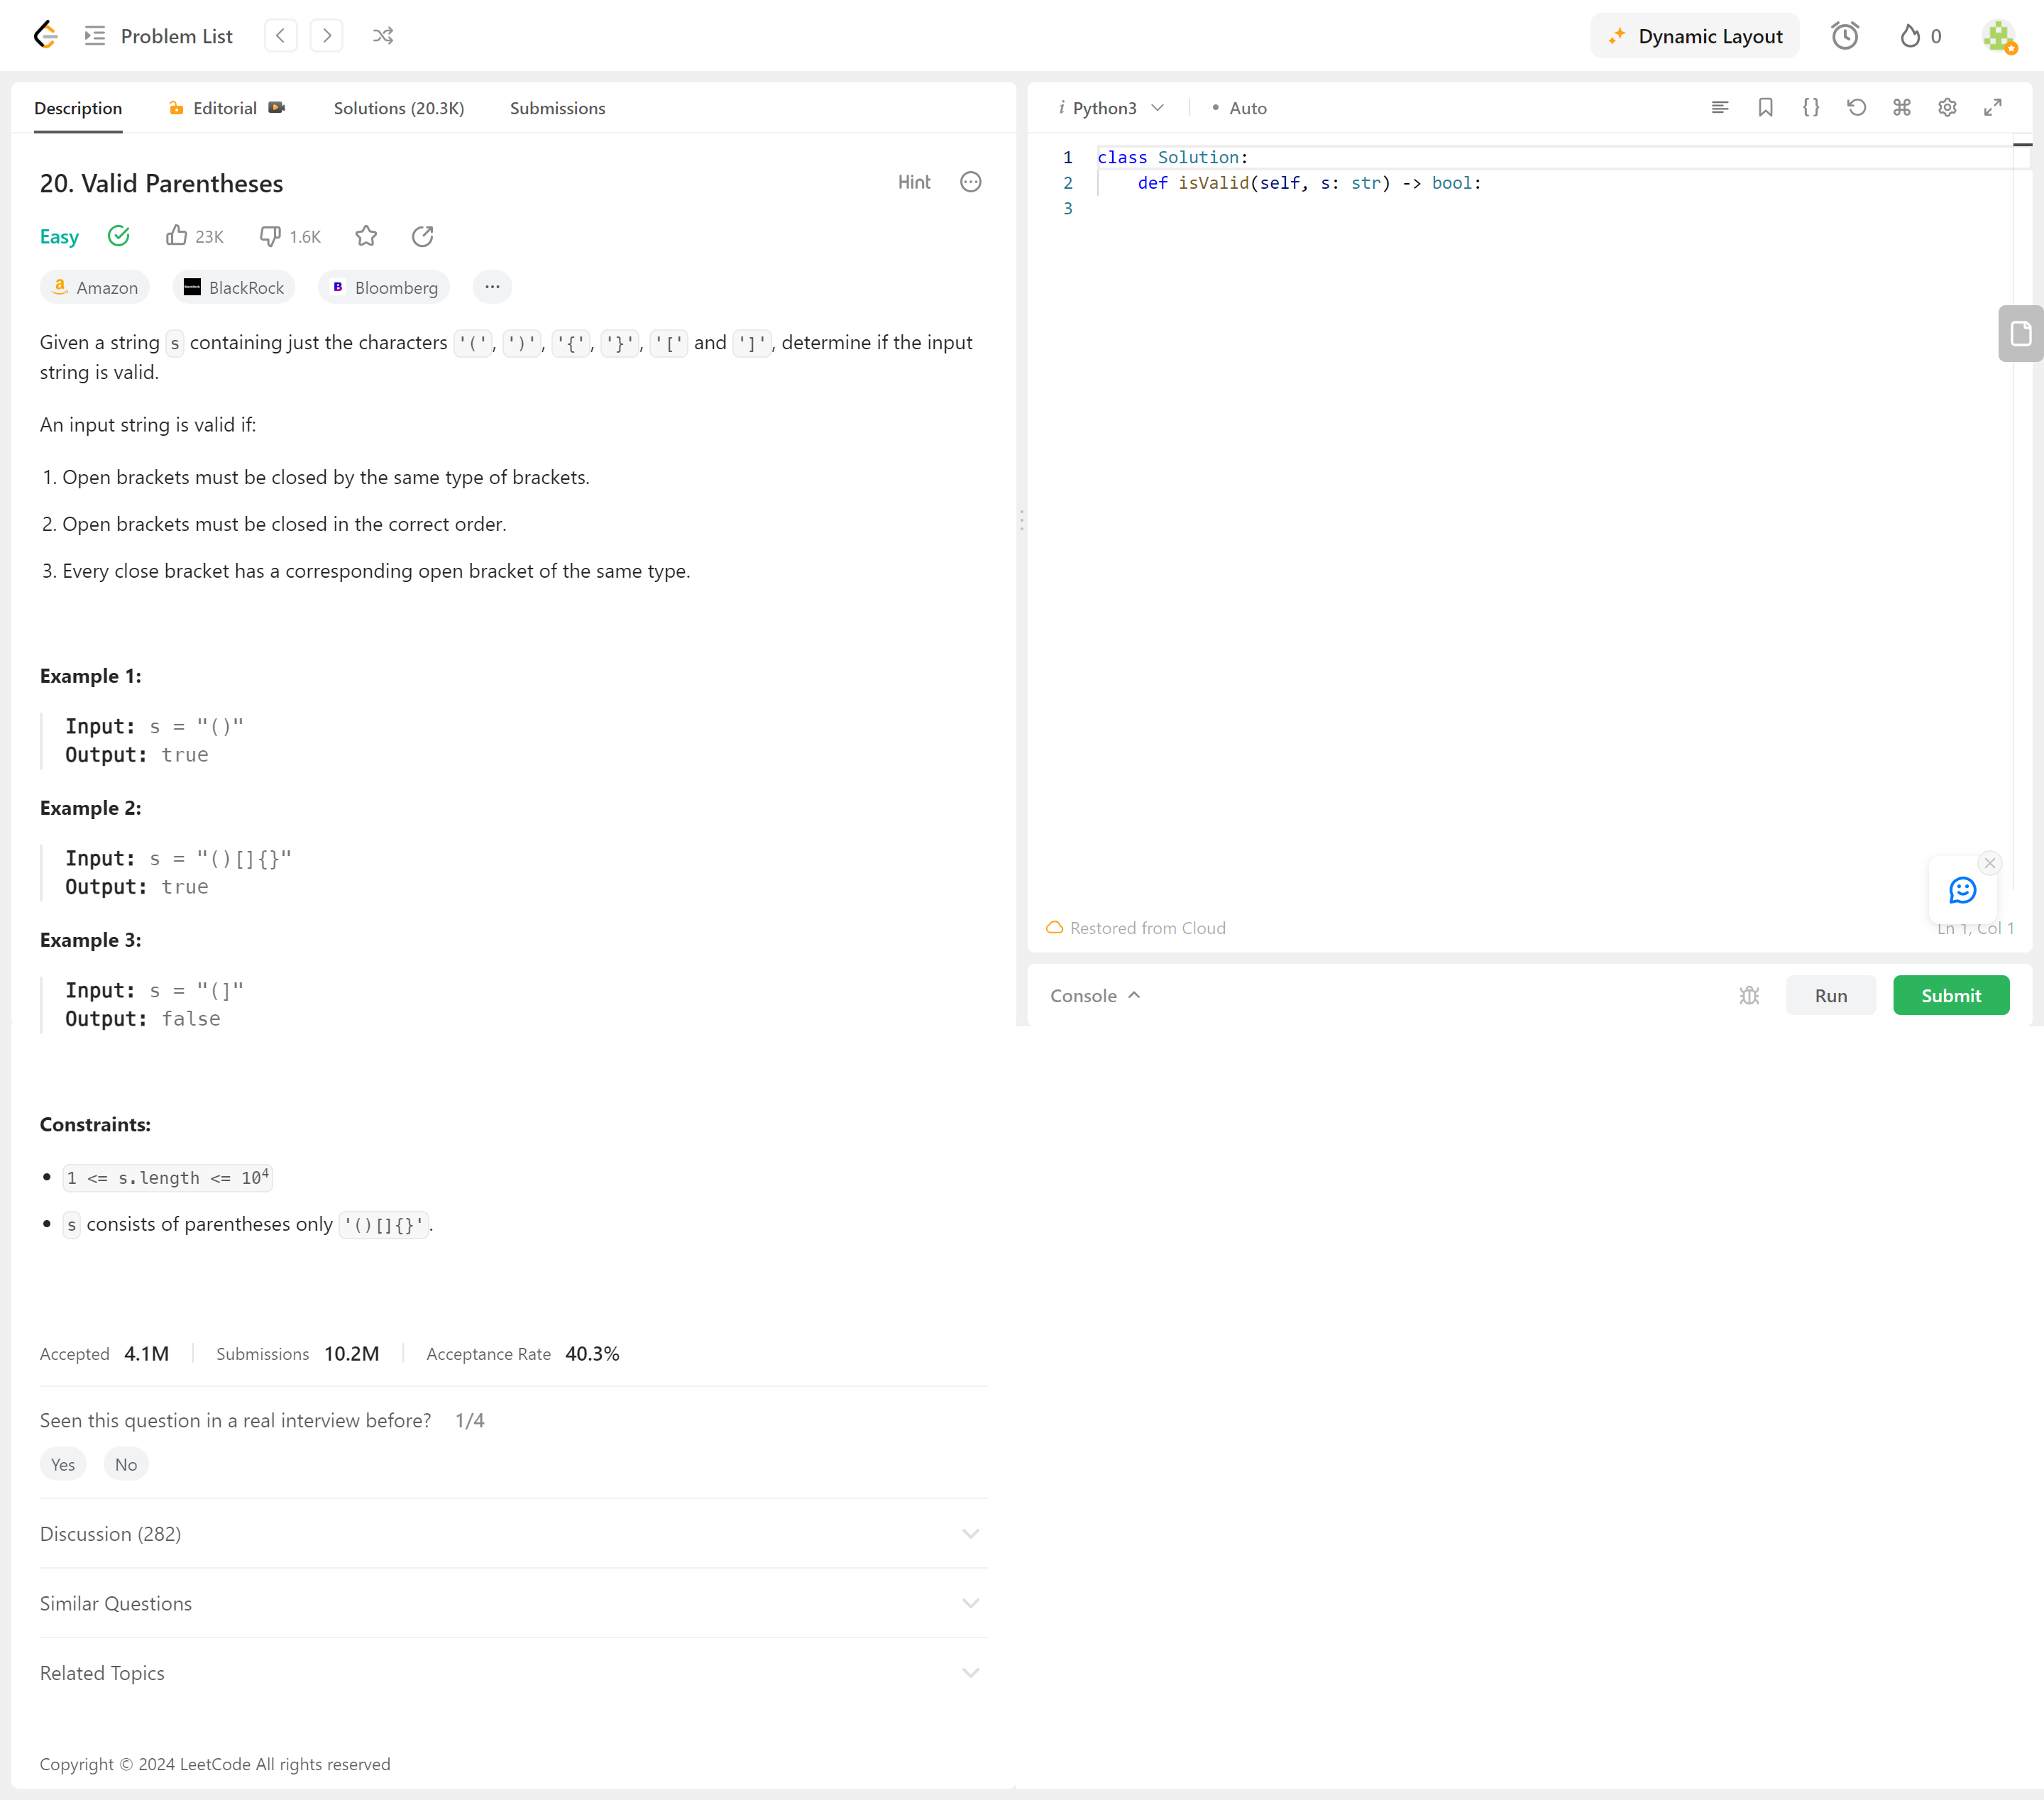 Problem List
Dynamic Layout
0
Description
Editorial
Solutions (20.3K)
Submissions
20. Valid Parentheses
Hint
Easy
23K
1.6K
Amazon
BlackRock
Bloomberg
Given a string s containing just the characters '(', ')', '{', '}', '[' and ']', determine if the input
string is valid.
An input string is valid if:
1. Open brackets must be closed by the same type of brackets.
2. Open brackets must be closed in the correct order.
3. Every close bracket has a corresponding open bracket of the same type.
Example 1:
Input: s = "()"
Output: true
Example 2:
Input: s = "()[]{}"
Output: true
Example 3:
Input: s = "(]"
Output: false
Constraints:
• 1 <= s.length <= 10⁴
• s consists of parentheses only '()[]{}'.
Accepted 4.1M
Submissions 10.2M
Acceptance Rate 40.3%
Seen this question in a real interview before? 1/4
Yes
No
Discussion (282)
Similar Questions
Related Topics
Copyright © 2024 LeetCode All rights reserved
i Python3
• Auto
1 class Solution:
2 def isValid(self, s: str) -> bool:
3
Restored from Cloud
Ln 1, Col 1
Console
Run
Submit